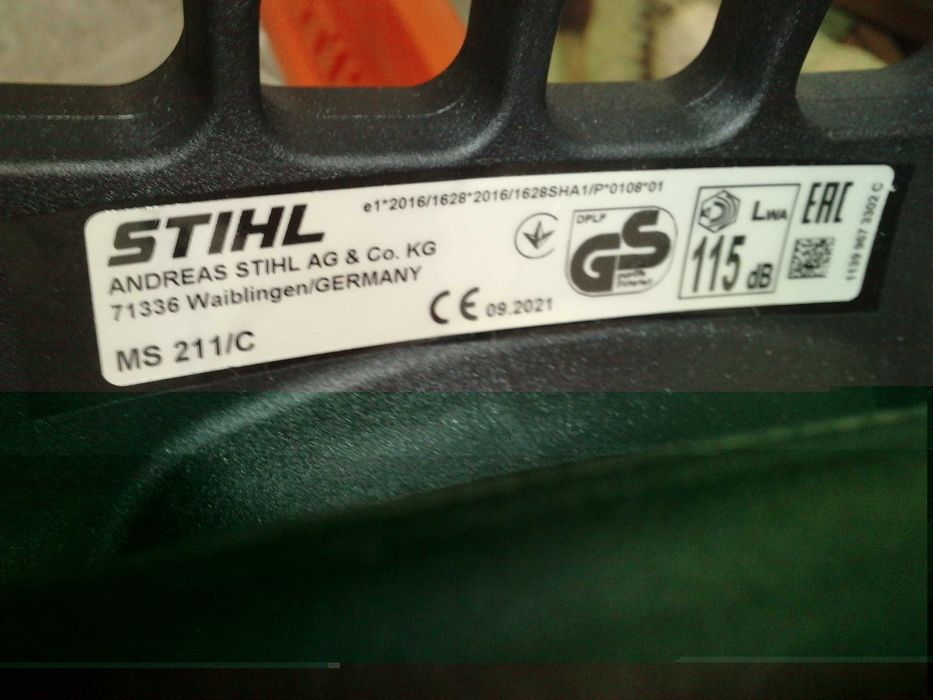 e1*2016/1628*2016/1628SHA1/P*0108*01
STIHL
ANDREAS STIHL AG & Co. KG
71336 Waiblingen/GERMANY
CE 09.2021
MS 211/C
DPLF
GS
LWA
115 dB
EAC
1139 967 3302 C